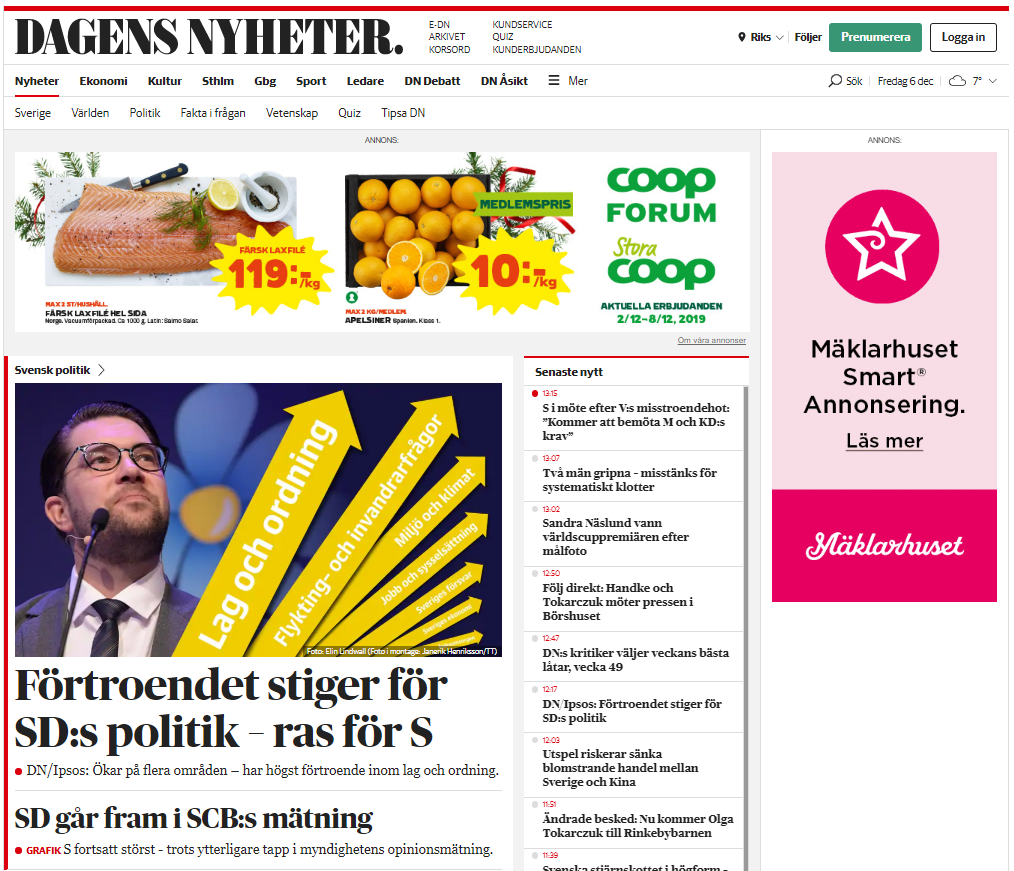 DAGENS NYHETER.
E-DN
ARKIVET
KORSORD
KUNDSERVICE
QUIZ
KUNDERBJUDANDEN
Riks
Följer
Prenumerera
Logga in
Nyheter Ekonomi Kultur Sthlm Gbg Sport Ledare DN Debatt DN Åsikt Mer
Sök Fredag 6 dec 7°
Sverige Världen Politik Fakta i frågan Vetenskap Quiz Tipsa DN
ANNONS:
FÄRSK LAXFILÉ
119:-/kg
MAX 2 ST/HUSHÅLL.
FÄRSK LAXFILÉ HEL SIDA
Norge. Vacuumförpackad. Ca 1000 g. Latin: Salmo Salar.
MEDLEMSPRIS
10:-/kg
MAX 2 KG/MEDLEM.
APELSINER Spanien. Klass 1.
coop
FORUM
Stora
coop
AKTUELLA ERBJUDANDEN
2/12–8/12, 2019
Om våra annonser
ANNONS:
Mäklarhuset
Smart®
Annonsering.
Läs mer
Mäklarhuset
Svensk politik
Lag och ordning
Flykting- och invandrarfrågor
Miljö och klimat
Jobb och sysselsättning
Sveriges försvar
Sveriges ekonomi
Foto: Elin Lindwall (Foto i montage: Janerik Henriksson/TT)
Förtroendet stiger för
SD:s politik – ras för S
DN/Ipsos: Ökar på flera områden – har högst förtroende inom lag och ordning.
SD går fram i SCB:s mätning
GRAFIK S fortsatt störst - trots ytterligare tapp i myndighetens opinionsmätning.
Senaste nytt
13:15
S i möte efter V:s misstroendehot:
”Kommer att bemöta M och KD:s
krav”
13:07
Två män gripna – misstänks för
systematiskt klotter
13:02
Sandra Näslund vann
världscuppremiären efter
målfoto
12:50
Följ direkt: Handke och
Tokarczuk möter pressen i
Börshuset
12:47
DN:s kritiker väljer veckans bästa
låtar, vecka 49
12:17
DN/Ipsos: Förtroendet stiger för
SD:s politik
12:03
Utspel riskerar sänka
blomstrande handel mellan
Sverige och Kina
11:51
Ändrade besked: Nu kommer Olga
Tokarczuk till Rinkebybarnen
11:39
Svenska stjärnskottet i högform –